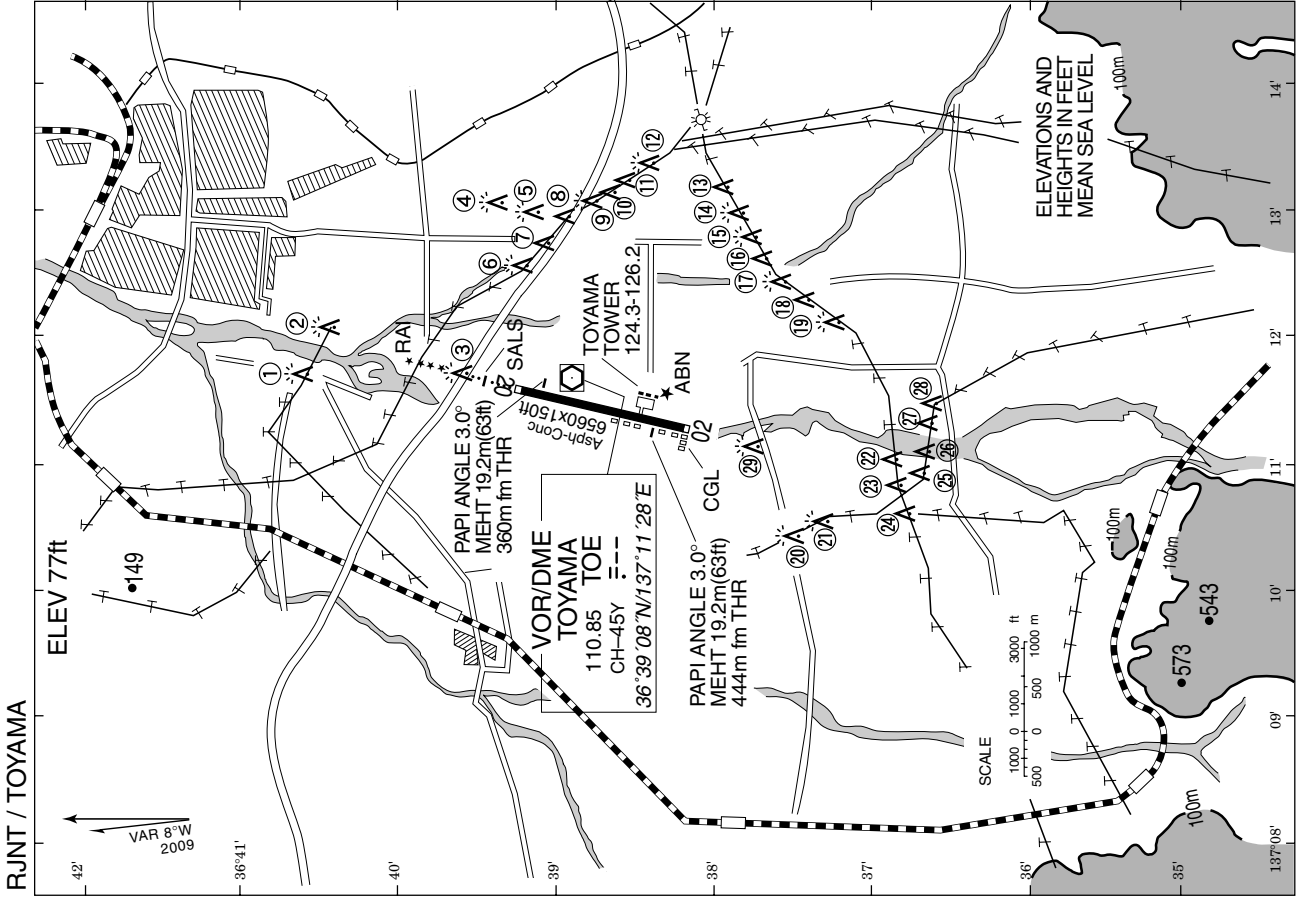 RJNT / TOYAMA
ELEV 77ft
VAR 8°W
2009
149
42'
36°41'
40'
39'
38'
37'
36'
35'
137°08'
09'
10'
11'
12'
13'
14'
1
2
3
4
5
6
7
8
9
10
11
12
13
14
15
16
17
18
19
20
21
22
23
24
25
26
27
28
29
RAI
SALS
20
02
Asph-Conc
6560x150ft
PAPI ANGLE 3.0°
MEHT 19.2m(63ft)
360m fm THR
TOYAMA
TOWER
124.3-126.2
ABN
CGL
VOR/DME
TOYAMA
110.85 TOE
CH–45Y
36°39´08˝N/137°11´28˝E
PAPI ANGLE 3.0°
MEHT 19.2m(63ft)
444m fm THR
SCALE
1000 0 1000 3000 ft
500 0 500 1000 m
ELEVATIONS AND
HEIGHTS IN FEET
MEAN SEA LEVEL
100m
100m
100m
100m
573
543